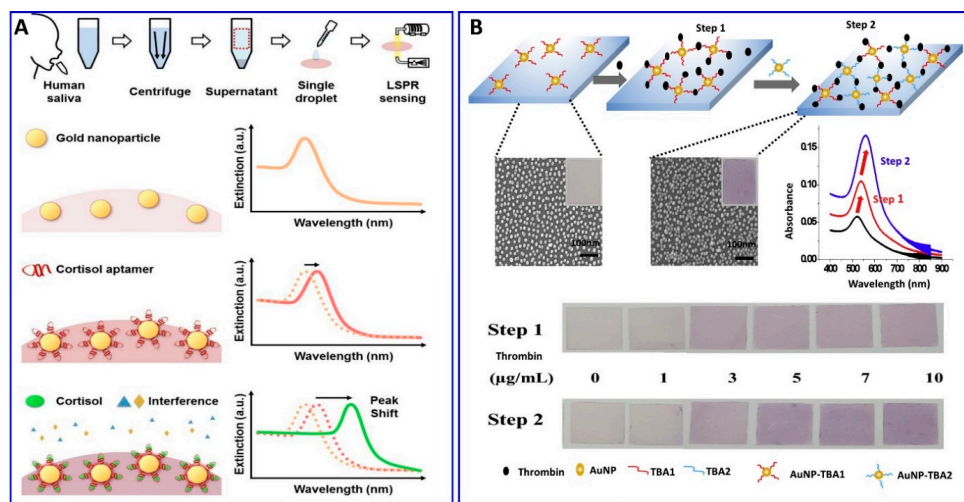 A
Human saliva
Centrifuge
Supernatant
Single droplet
LSPR sensing
Gold nanoparticle
Extinction (a.u.)
Wavelength (nm)
Cortisol aptamer
Extinction (a.u.)
Wavelength (nm)
Cortisol
Interference
Extinction (a.u.)
Peak Shift
Wavelength (nm)
B
Step 1
Step 2
100nm
100nm
Absorbance
0.15
0.10
0.05
0.00
Step 2
Step 1
400 500 600 700 800 900
Wavelength (nm)
Step 1
Thrombin
(µg/mL) 0 1 3 5 7 10
Step 2
Thrombin AuNP TBA1 TBA2 AuNP-TBA1 AuNP-TBA2